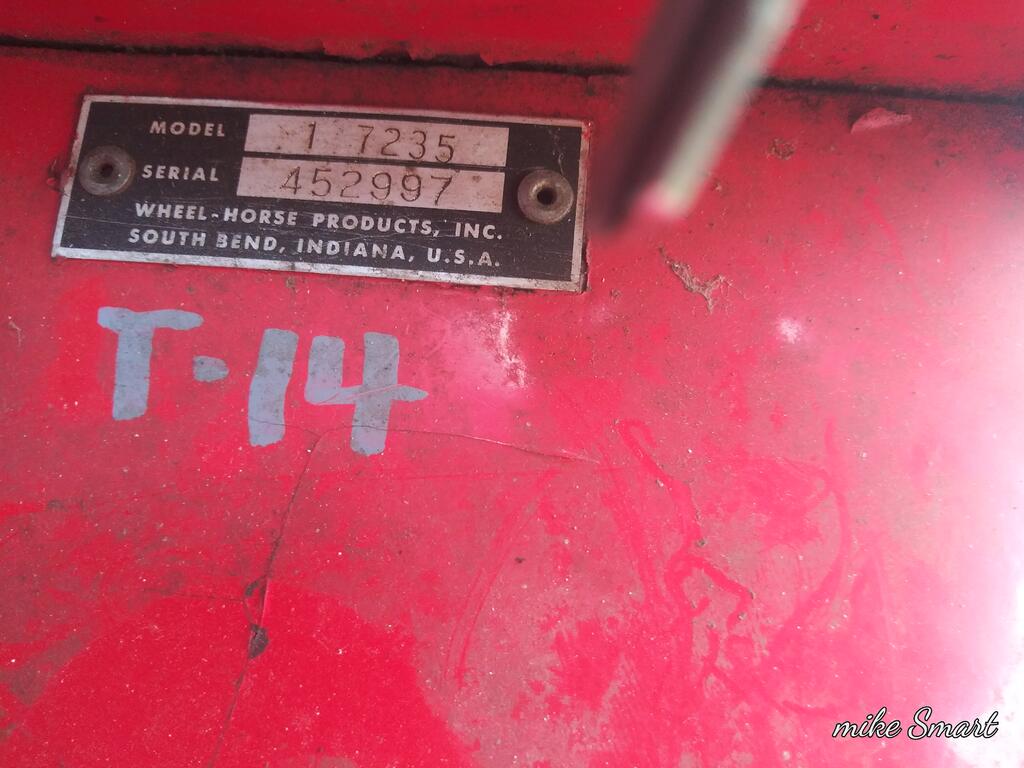 MODEL 1 7235
SERIAL 452997
WHEEL-HORSE PRODUCTS, INC.
SOUTH BEND, INDIANA, U.S.A.
T-14
mike Smart